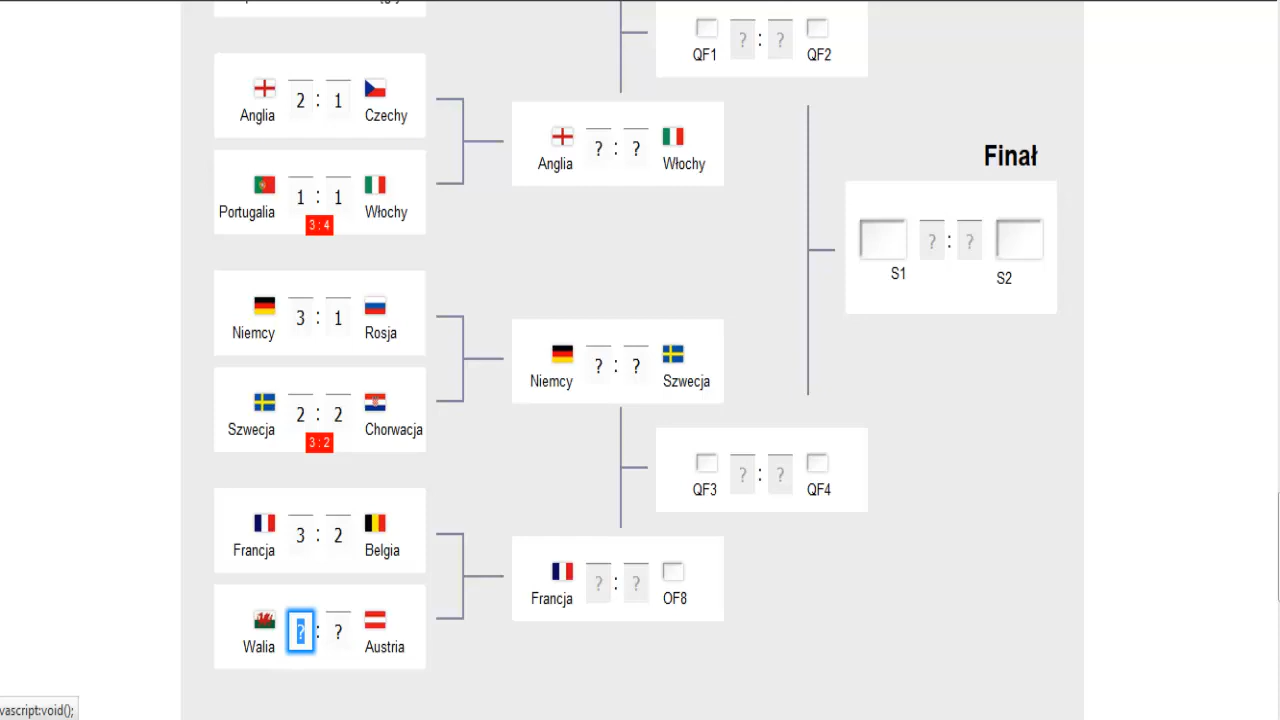 QF1 ? : ? QF2
2 : 1
Anglia Czechy
? : ?
Anglia Włochy
Finał
1 : 1
Portugalia Włochy
3 : 4
? : ?
S1 S2
3 : 1
Niemcy Rosja
? : ?
Niemcy Szwecja
2 : 2
Szwecja Chorwacja
3 : 2
? : ?
QF3 QF4
3 : 2
Francja Belgia
? : ?
Francja OF8
? : ?
Walia Austria
vascript:void();